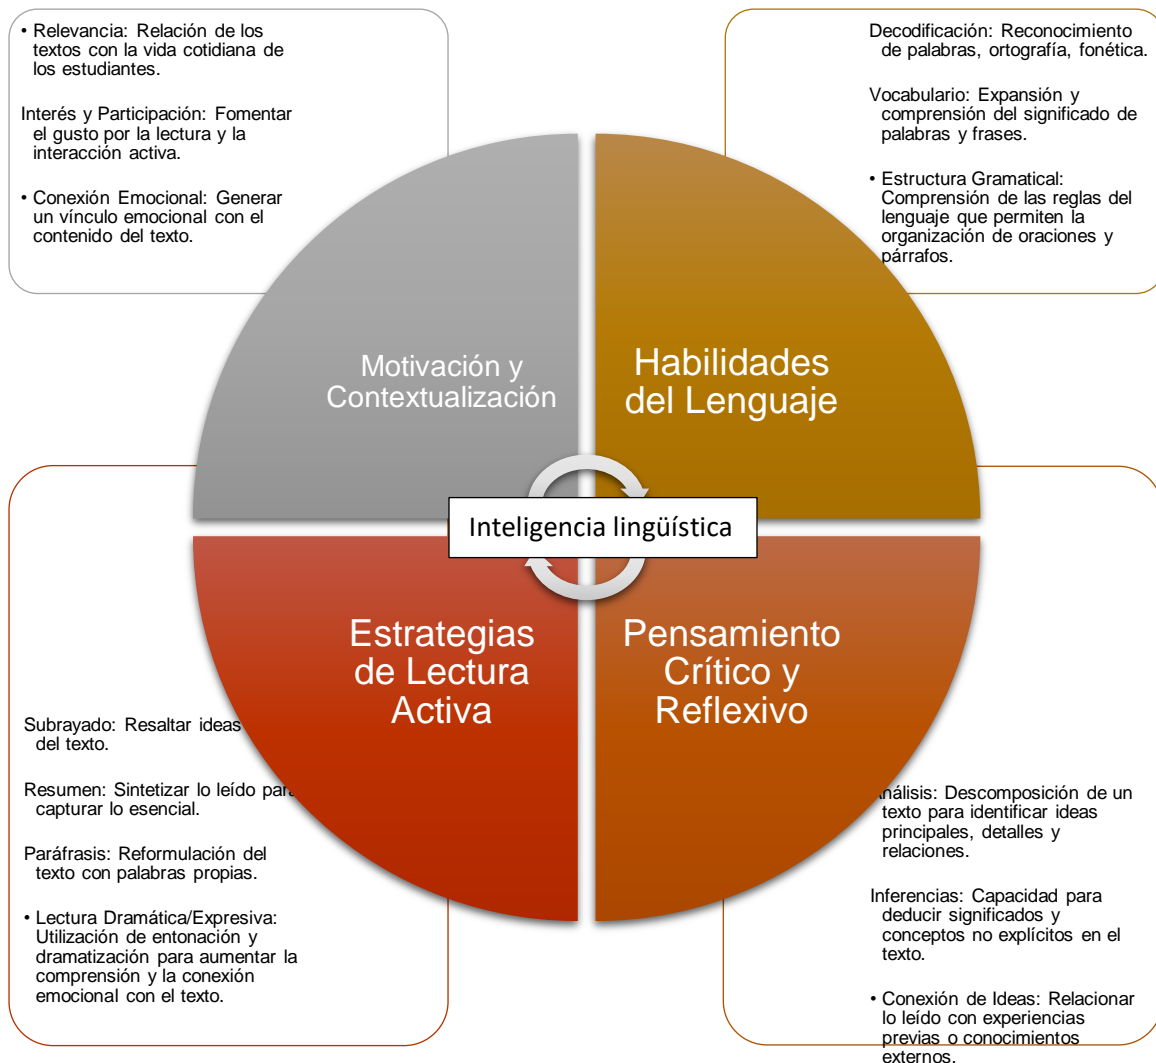 • Relevancia: Relación de los
textos con la vida cotidiana de
los estudiantes.
Interés y Participación: Fomentar
el gusto por la lectura y la
interacción activa.
• Conexión Emocional: Generar
un vínculo emocional con el
contenido del texto.
Decodificación: Reconocimiento
de palabras, ortografía, fonética.
Vocabulario: Expansión y
comprensión del significado de
palabras y frases.
• Estructura Gramatical:
Comprensión de las reglas del
lenguaje que permiten la
organización de oraciones y
párrafos.
Motivación y
Contextualización
Habilidades
del Lenguaje
Inteligencia lingüística
Estrategias
de Lectura
Activa
Pensamiento
Crítico y
Reflexivo
Subrayado: Resaltar ideas
del texto.
Resumen: Sintetizar lo leído para
capturar lo esencial.
Paráfrasis: Reformulación del
texto con palabras propias.
• Lectura Dramática/Expresiva:
Utilización de entonación y
dramatización para aumentar la
comprensión y la conexión
emocional con el texto.
Análisis: Descomposición de un
texto para identificar ideas
principales, detalles y
relaciones.
Inferencias: Capacidad para
deducir significados y
conceptos no explícitos en el
texto.
• Conexión de Ideas: Relacionar
lo leído con experiencias
previas o conocimientos
externos.